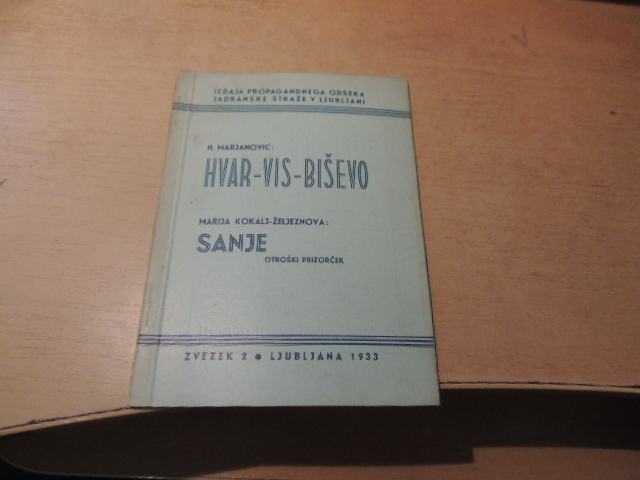 IZDAJA PROPAGANDNEGA ODSEKA
JADRANSKE STRAŽE V LJUBLJANI
N. MARJANOVIĆ:
HVAR-VIS-BIŠEVO
MARIJA KOKALJ-ŽELJEZNOVA:
SANJE
OTROŠKI PRIZORČEK
ZVEZEK 2 ● LJUBLJANA 1933